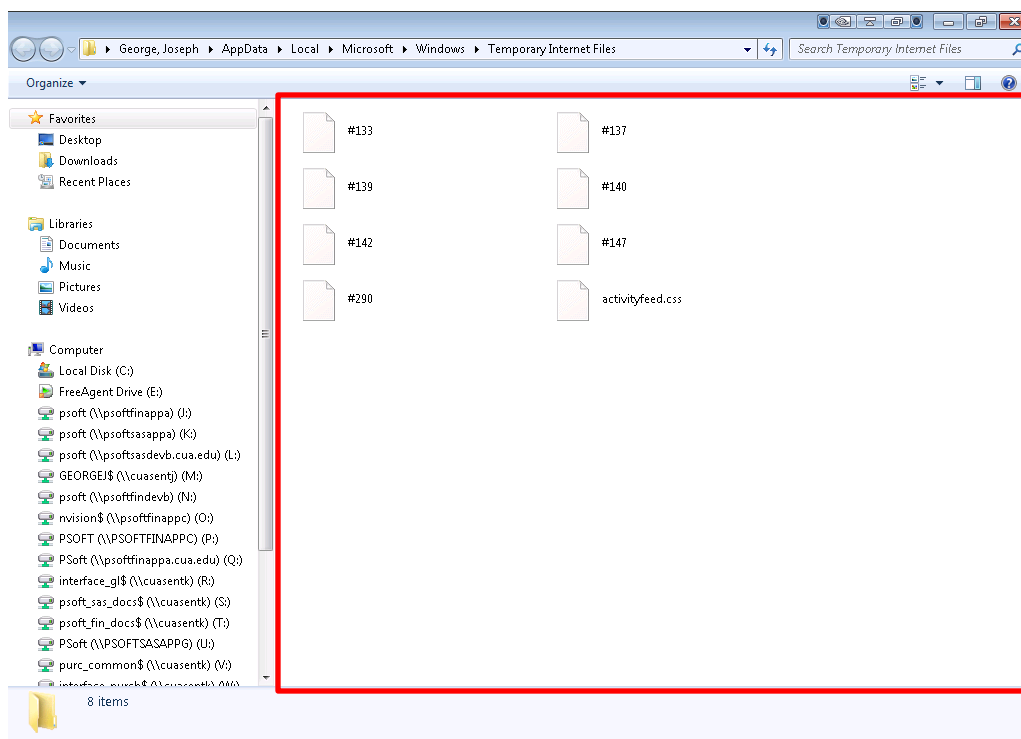 George, Joseph AppData Local Microsoft Windows Temporary Internet Files
Search Temporary Internet Files
Organize
Favorites
Desktop
Downloads
Recent Places
Libraries
Documents
Music
Pictures
Videos
Computer
Local Disk (C:)
FreeAgent Drive (E:)
psoft (\\psoftfinappa) (J:)
psoft (\\psoftsasappa) (K:)
psoft (\\psoftsasdevb.cua.edu) (L:)
GEORGEJ$ (\\cuasentj) (M:)
psoft (\\psoftfindevb) (N:)
nvision$ (\\psoftfinappc) (O:)
PSOFT (\\PSOFTFINAPPC) (P:)
PSoft (\\psoftfinappa.cua.edu) (Q:)
interface_gl$ (\\cuasentk) (R:)
psoft_sas_docs$ (\\cuasentk) (S:)
psoft_fin_docs$ (\\cuasentk) (T:)
PSoft (\\PSOFTSASAPPG) (U:)
purc_common$ (\\cuasentk) (V:)
interface_purch$ (\\cuasentk) (W:)
#133 #137
#139 #140
#142 #147
#290 activityfeed.css
8 items